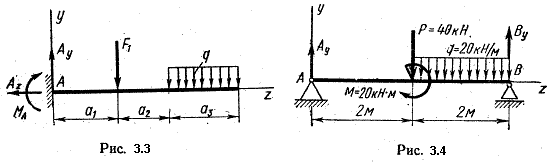 y
A_y
F_1
q
A_z
A
M_A
z
a_1
a_2
a_3
Рис. 3.3
y
A_y
P=40кН
B_y
q=20кН/м
A
B
M=20кН·м
z
2м
2м
Рис. 3.4